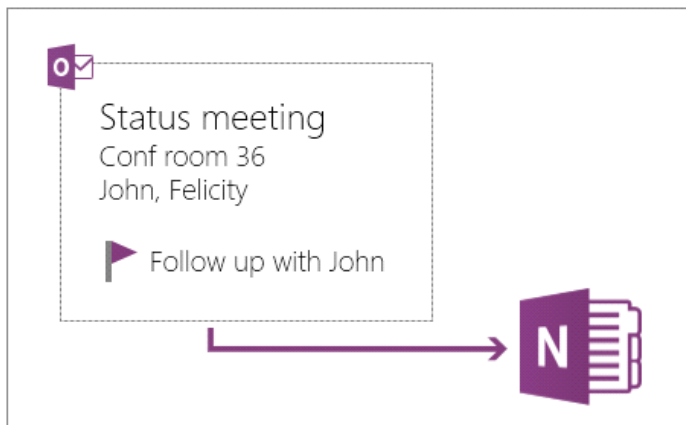 O
Status meeting
Conf room 36
John, Felicity
Follow up with John
N